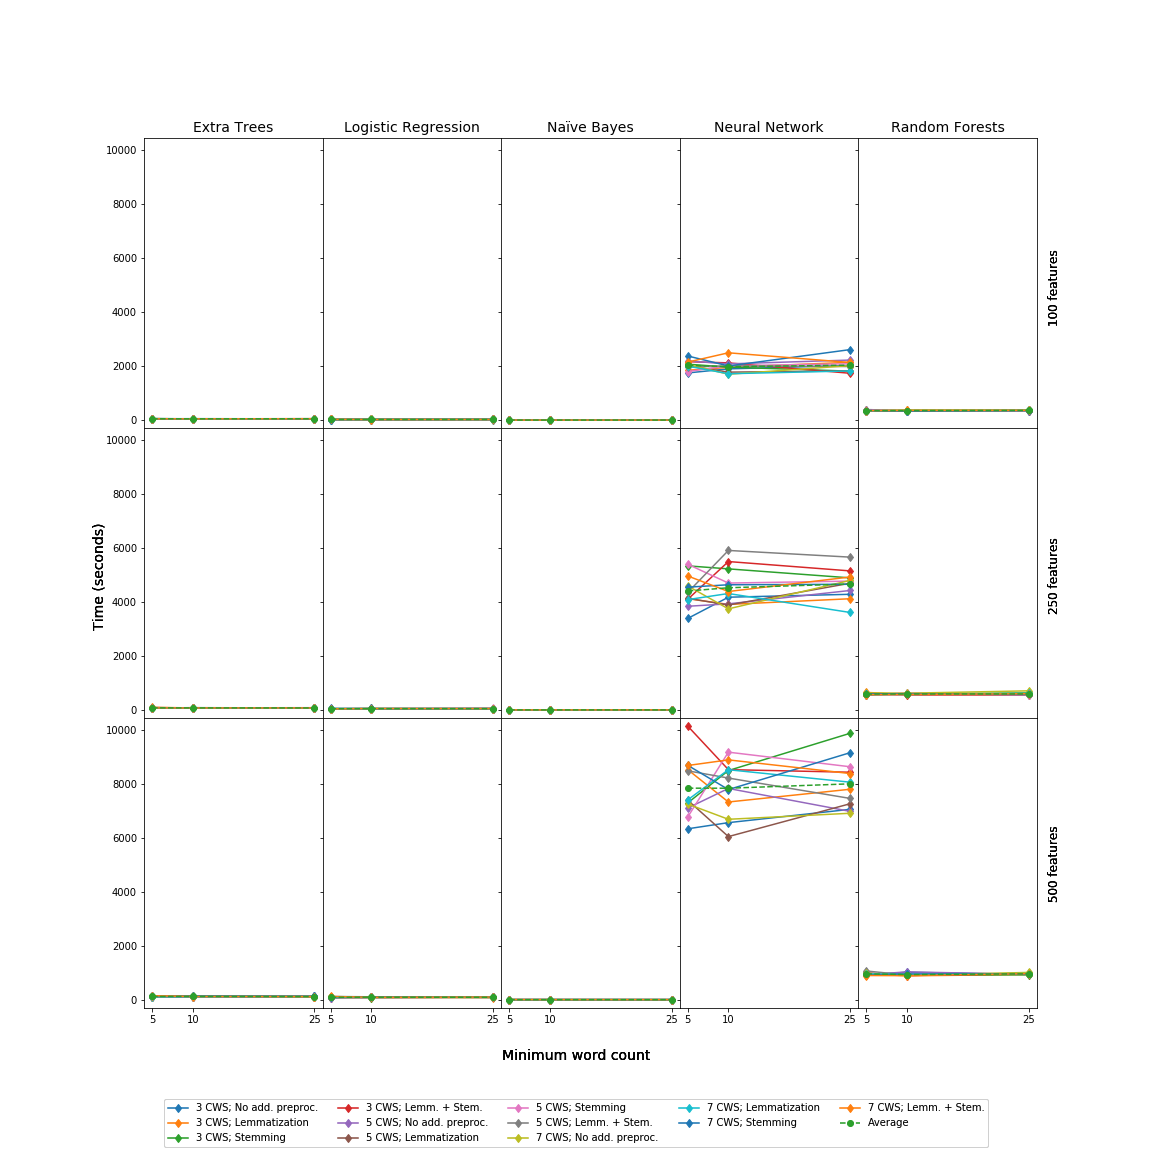 Extra Trees Logistic Regression Naïve Bayes Neural Network Random Forests
10000
8000
6000
4000
2000
0
100 features
10000
8000
6000
4000
2000
0
250 features
Time (seconds)
10000
8000
6000
4000
2000
0
500 features
5 10 25 5 10 25 5 10 25 5 10 25 5 10 25
Minimum word count
3 CWS; No add. preproc. 3 CWS; Lemm. + Stem. 5 CWS; Stemming 7 CWS; Lemmatization 7 CWS; Lemm. + Stem.
3 CWS; Lemmatization 5 CWS; No add. preproc. 5 CWS; Lemm. + Stem. 7 CWS; Stemming Average
3 CWS; Stemming 5 CWS; Lemmatization 7 CWS; No add. preproc.